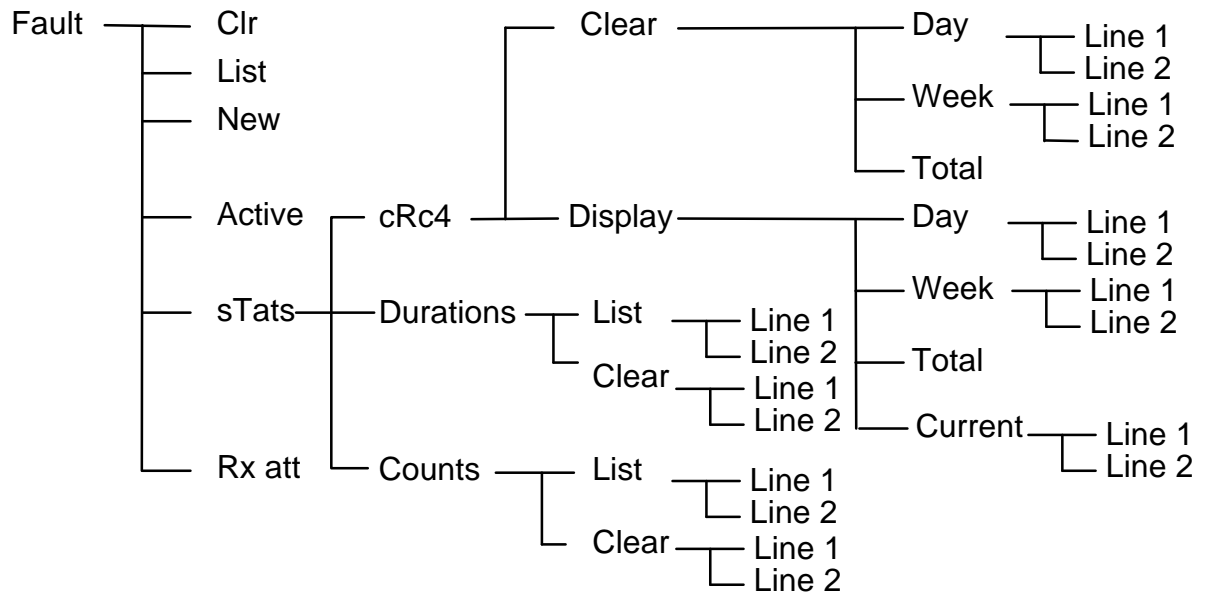 Fault Clr Clear Day Line 1
Line 2
List
Week Line 1
New Line 2
Total
Active cRc4 Display Day Line 1
Line 2
Week Line 1
sTats Durations List Line 1 Line 2
Line 2
Total
Clear Line 1
Line 2
Current Line 1
Rx att Counts List Line 1 Line 2
Line 2
Clear Line 1
Line 2